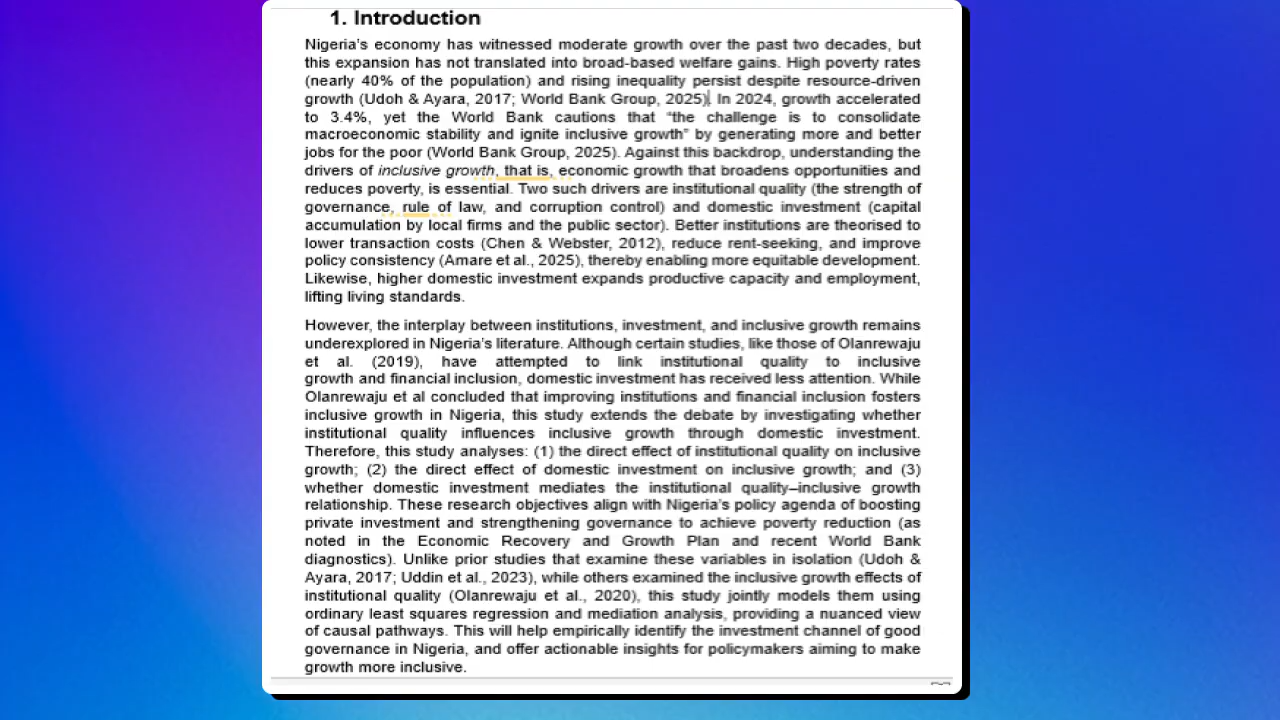 1. Introduction
Nigeria's economy has witnessed moderate growth over the past two decades, but
this expansion has not translated into broad-based welfare gains. High poverty rates
(nearly 40% of the population) and rising inequality persist despite resource-driven
growth (Udoh & Ayara, 2017; World Bank Group, 2025). In 2024, growth accelerated
to 3.4%, yet the World Bank cautions that "the challenge is to consolidate
macroeconomic stability and ignite inclusive growth" by generating more and better
jobs for the poor (World Bank Group, 2025). Against this backdrop, understanding the
drivers of inclusive growth, that is, economic growth that broadens opportunities and
reduces poverty, is essential. Two such drivers are institutional quality (the strength of
governance, rule of law, and corruption control) and domestic investment (capital
accumulation by local firms and the public sector). Better institutions are theorised to
lower transaction costs (Chen & Webster, 2012), reduce rent-seeking, and improve
policy consistency (Amare et al., 2025), thereby enabling more equitable development.
Likewise, higher domestic investment expands productive capacity and employment,
lifting living standards.
However, the interplay between institutions, investment, and inclusive growth remains
underexplored in Nigeria's literature. Although certain studies, like those of Olanrewaju
et al. (2019), have attempted to link institutional quality to inclusive
growth and financial inclusion, domestic investment has received less attention. While
Olanrewaju et al concluded that improving institutions and financial inclusion fosters
inclusive growth in Nigeria, this study extends the debate by investigating whether
institutional quality influences inclusive growth through domestic investment.
Therefore, this study analyses: (1) the direct effect of institutional quality on inclusive
growth; (2) the direct effect of domestic investment on inclusive growth; and (3)
whether domestic investment mediates the institutional quality–inclusive growth
relationship. These research objectives align with Nigeria's policy agenda of boosting
private investment and strengthening governance to achieve poverty reduction (as
noted in the Economic Recovery and Growth Plan and recent World Bank
diagnostics). Unlike prior studies that examine these variables in isolation (Udoh &
Ayara, 2017; Uddin et al., 2023), while others examined the inclusive growth effects of
institutional quality (Olanrewaju et al., 2020), this study jointly models them using
ordinary least squares regression and mediation analysis, providing a nuanced view
of causal pathways. This will help empirically identify the investment channel of good
governance in Nigeria, and offer actionable insights for policymakers aiming to make
growth more inclusive.